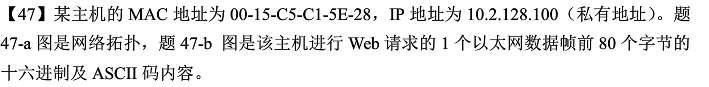 【47】某主机的 MAC 地址为 00-15-C5-C1-5E-28，IP 地址为 10.2.128.100（私有地址）。题
47-a 图是网络拓扑，题 47-b 图是该主机进行 Web 请求的 1 个以太网数据帧前 80 个字节的
十六进制及 ASCII 码内容。